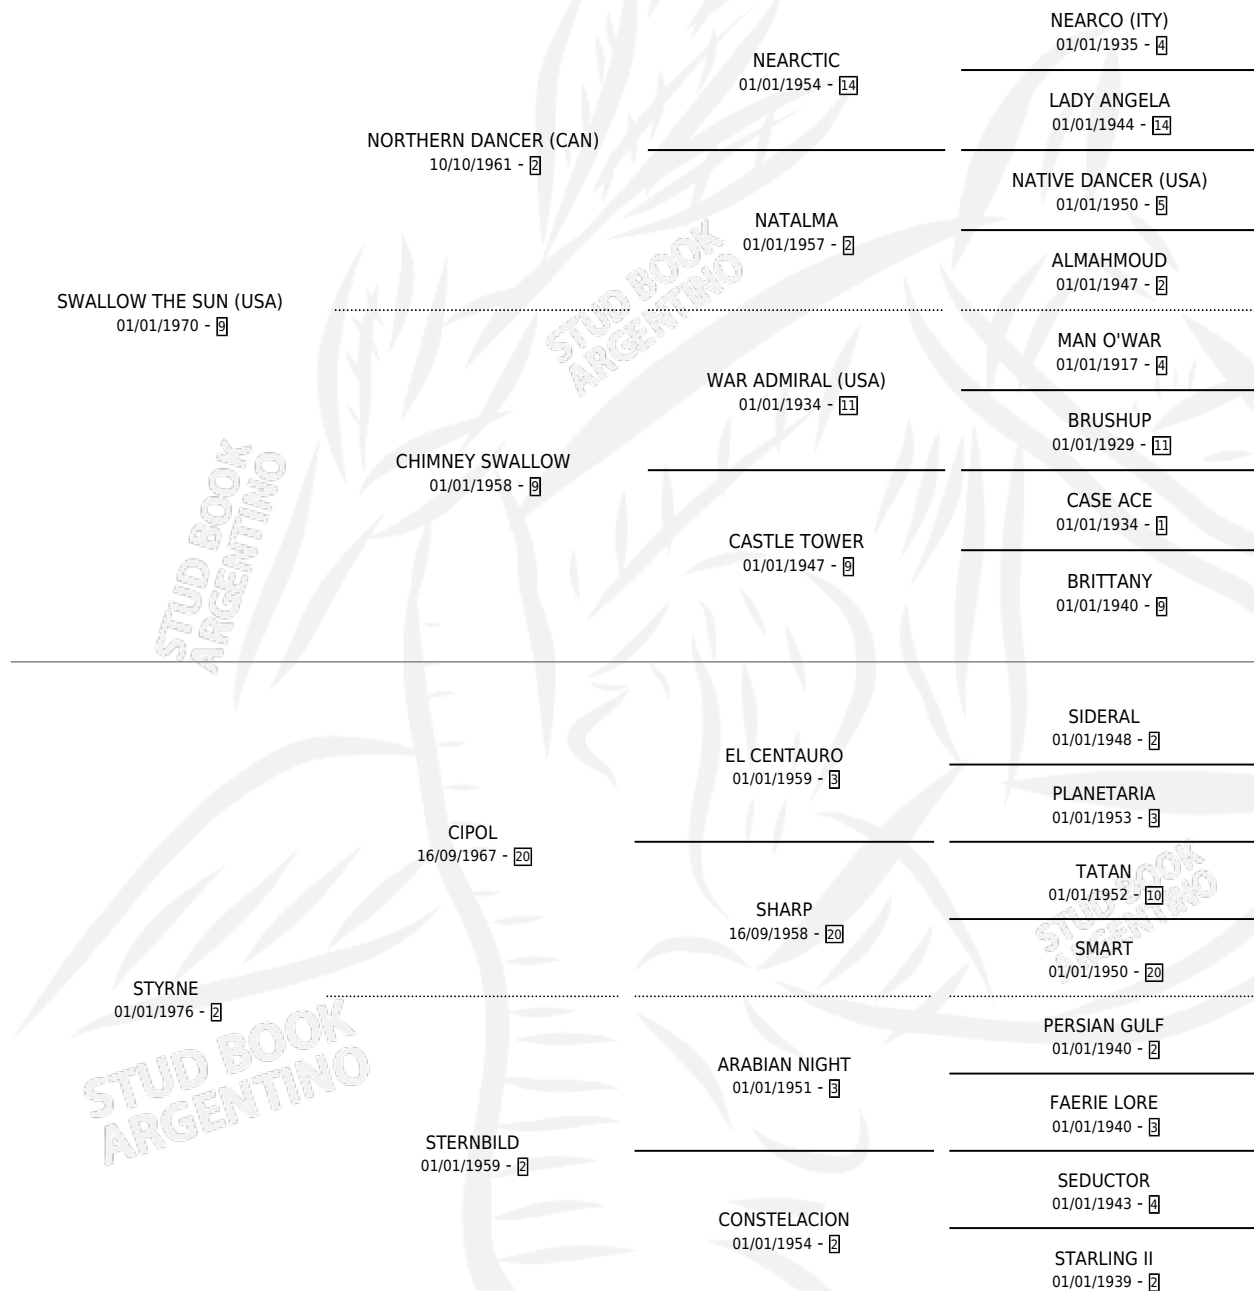 NEARCO (ITY)
01/01/1935 - 4
NEARCTIC
01/01/1954 - 14
LADY ANGELA
01/01/1944 - 14
NORTHERN DANCER (CAN)
10/10/1961 - 2
NATIVE DANCER (USA)
01/01/1950 - 5
NATALMA
01/01/1957 - 2
ALMAHMOUD
01/01/1947 - 2
SWALLOW THE SUN (USA)
01/01/1970 - 9
MAN O'WAR
01/01/1917 - 4
WAR ADMIRAL (USA)
01/01/1934 - 11
BRUSHUP
01/01/1929 - 11
CHIMNEY SWALLOW
01/01/1958 - 9
CASE ACE
01/01/1934 - 1
CASTLE TOWER
01/01/1947 - 9
BRITTANY
01/01/1940 - 9
STUD BOOK
ARGENTINO
STUD BOOK
ARGENTINO
SIDERAL
01/01/1948 - 2
EL CENTAURO
01/01/1959 - 3
PLANETARIA
01/01/1953 - 3
CIPOL
16/09/1967 - 20
TATAN
01/01/1952 - 10
SHARP
16/09/1958 - 20
SMART
01/01/1950 - 20
STYRNE
01/01/1976 - 2
PERSIAN GULF
01/01/1940 - 2
ARABIAN NIGHT
01/01/1951 - 3
FAERIE LORE
01/01/1940 - 3
STERNBILD
01/01/1959 - 2
SEDUCTOR
01/01/1943 - 4
CONSTELACION
01/01/1954 - 2
STARLING II
01/01/1939 - 2
STUD BOOK
ARGENTINO
STUD BOOK
ARGENTINO